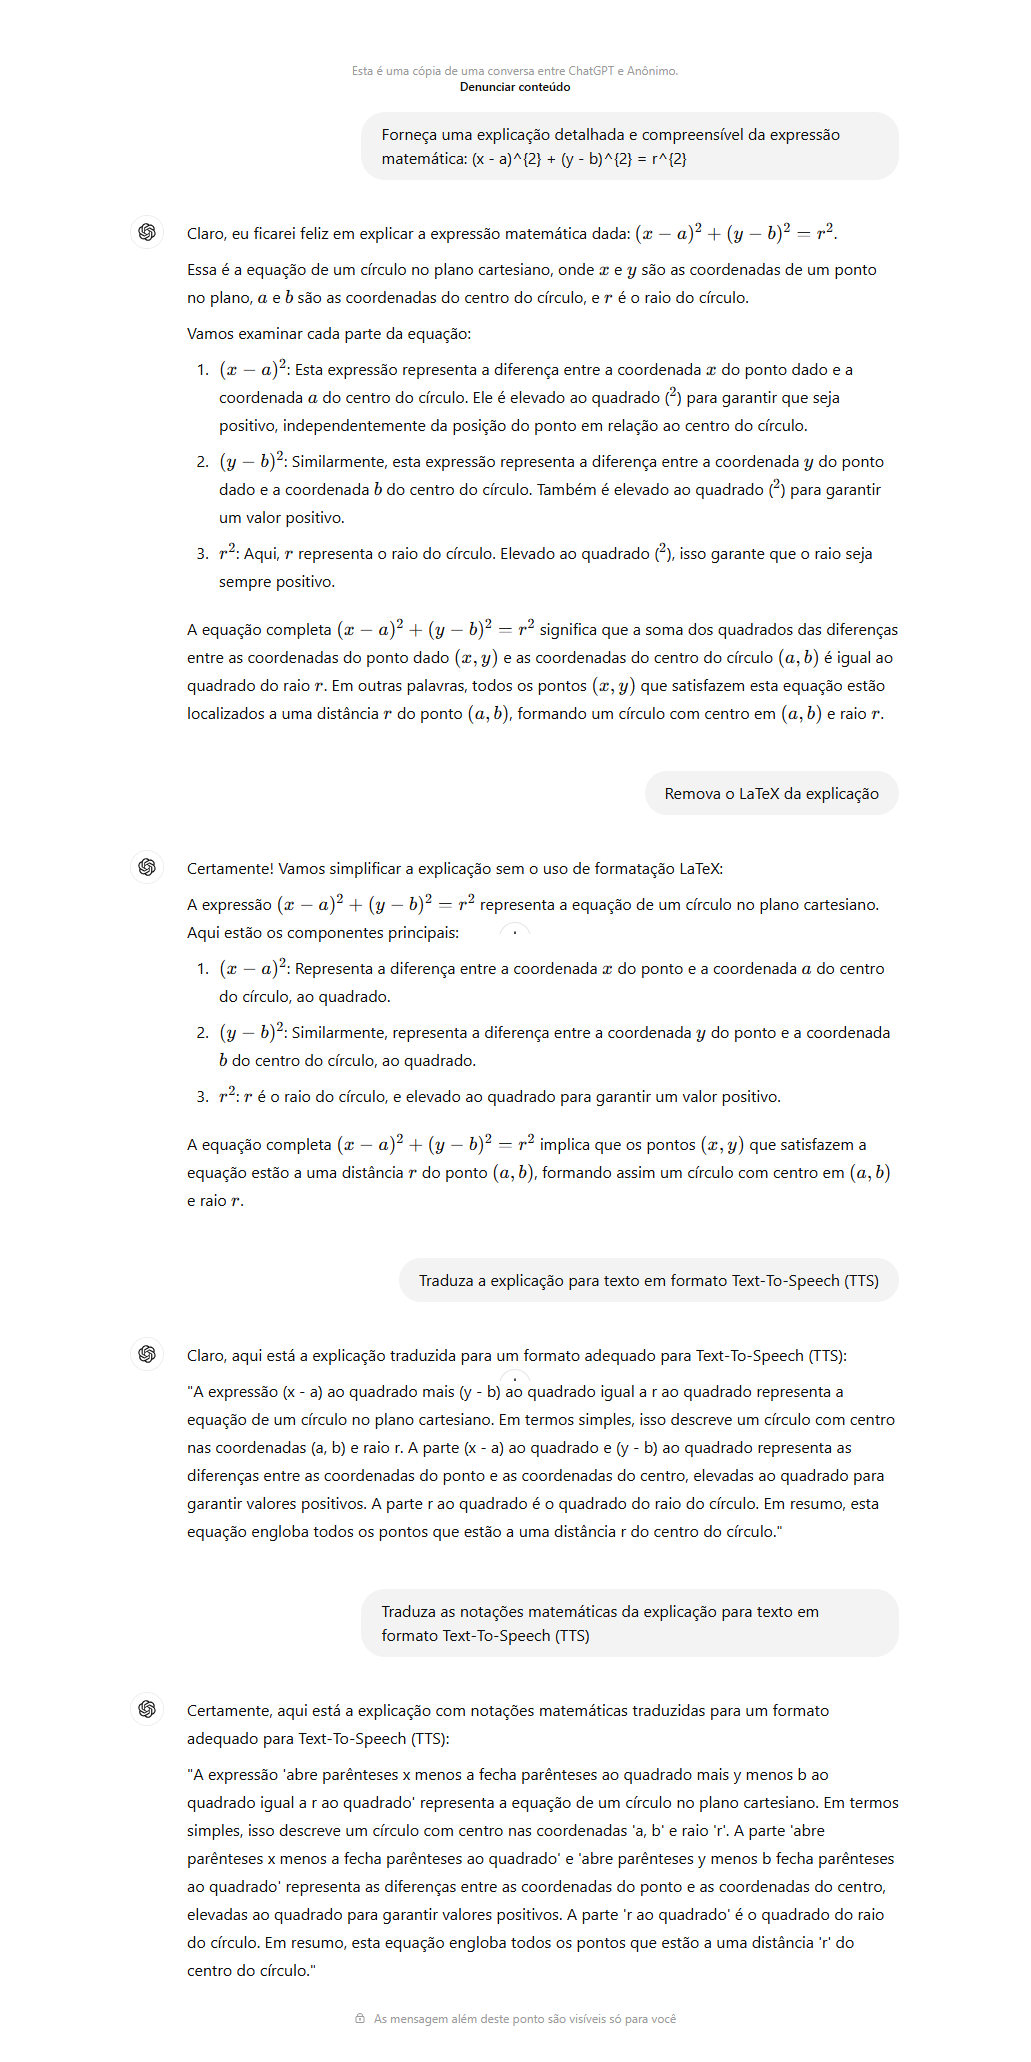 Esta é uma cópia de uma conversa entre ChatGPT e Anônimo.
Denunciar conteúdo
Forneça uma explicação detalhada e compreensível da expressão
matemática: (x - a)^{2} + (y - b)^{2} = r^{2}
Claro, eu ficarei feliz em explicar a expressão matemática dada: (x − a)² + (y − b)² = r².
Essa é a equação de um círculo no plano cartesiano, onde x e y são as coordenadas de um ponto
no plano, a e b são as coordenadas do centro do círculo, e r é o raio do círculo.
Vamos examinar cada parte da equação:
1. (x − a)²: Esta expressão representa a diferença entre a coordenada x do ponto dado e a
coordenada a do centro do círculo. Ele é elevado ao quadrado (²) para garantir que seja
positivo, independentemente da posição do ponto em relação ao centro do círculo.
2. (y − b)²: Similarmente, esta expressão representa a diferença entre a coordenada y do ponto
dado e a coordenada b do centro do círculo. Também é elevado ao quadrado (²) para garantir
um valor positivo.
3. r²: Aqui, r representa o raio do círculo. Elevado ao quadrado (²), isso garante que o raio seja
sempre positivo.
A equação completa (x − a)² + (y − b)² = r² significa que a soma dos quadrados das diferenças
entre as coordenadas do ponto dado (x, y) e as coordenadas do centro do círculo (a, b) é igual ao
quadrado do raio r. Em outras palavras, todos os pontos (x, y) que satisfazem esta equação estão
localizados a uma distância r do ponto (a, b), formando um círculo com centro em (a, b) e raio r.
Remova o LaTeX da explicação
Certamente! Vamos simplificar a explicação sem o uso de formatação LaTeX:
A expressão (x − a)² + (y − b)² = r² representa a equação de um círculo no plano cartesiano.
Aqui estão os componentes principais:
1. (x − a)²: Representa a diferença entre a coordenada x do ponto e a coordenada a do centro
do círculo, ao quadrado.
2. (y − b)²: Similarmente, representa a diferença entre a coordenada y do ponto e a coordenada
b do centro do círculo, ao quadrado.
3. r²: r é o raio do círculo, e elevado ao quadrado para garantir um valor positivo.
A equação completa (x − a)² + (y − b)² = r² implica que os pontos (x, y) que satisfazem a
equação estão a uma distância r do ponto (a, b), formando assim um círculo com centro em (a, b)
e raio r.
Traduza a explicação para texto em formato Text-To-Speech (TTS)
Claro, aqui está a explicação traduzida para um formato adequado para Text-To-Speech (TTS):
"A expressão (x - a) ao quadrado mais (y - b) ao quadrado igual a r ao quadrado representa a
equação de um círculo no plano cartesiano. Em termos simples, isso descreve um círculo com centro
nas coordenadas (a, b) e raio r. A parte (x - a) ao quadrado e (y - b) ao quadrado representa as
diferenças entre as coordenadas do ponto e as coordenadas do centro, elevadas ao quadrado para
garantir valores positivos. A parte r ao quadrado é o quadrado do raio do círculo. Em resumo, esta
equação engloba todos os pontos que estão a uma distância r do centro do círculo."
Traduza as notações matemáticas da explicação para texto em
formato Text-To-Speech (TTS)
Certamente, aqui está a explicação com notações matemáticas traduzidas para um formato
adequado para Text-To-Speech (TTS):
"A expressão 'abre parênteses x menos a fecha parênteses ao quadrado mais y menos b ao
quadrado igual a r ao quadrado' representa a equação de um círculo no plano cartesiano. Em termos
simples, isso descreve um círculo com centro nas coordenadas 'a, b' e raio 'r'. A parte 'abre
parênteses x menos a fecha parênteses ao quadrado' e 'abre parênteses y menos b fecha parênteses
ao quadrado' representa as diferenças entre as coordenadas do ponto e as coordenadas do centro,
elevadas ao quadrado para garantir valores positivos. A parte 'r ao quadrado' é o quadrado do raio
do círculo. Em resumo, esta equação engloba todos os pontos que estão a uma distância 'r' do
centro do círculo."
As mensagem além deste ponto são visíveis só para você